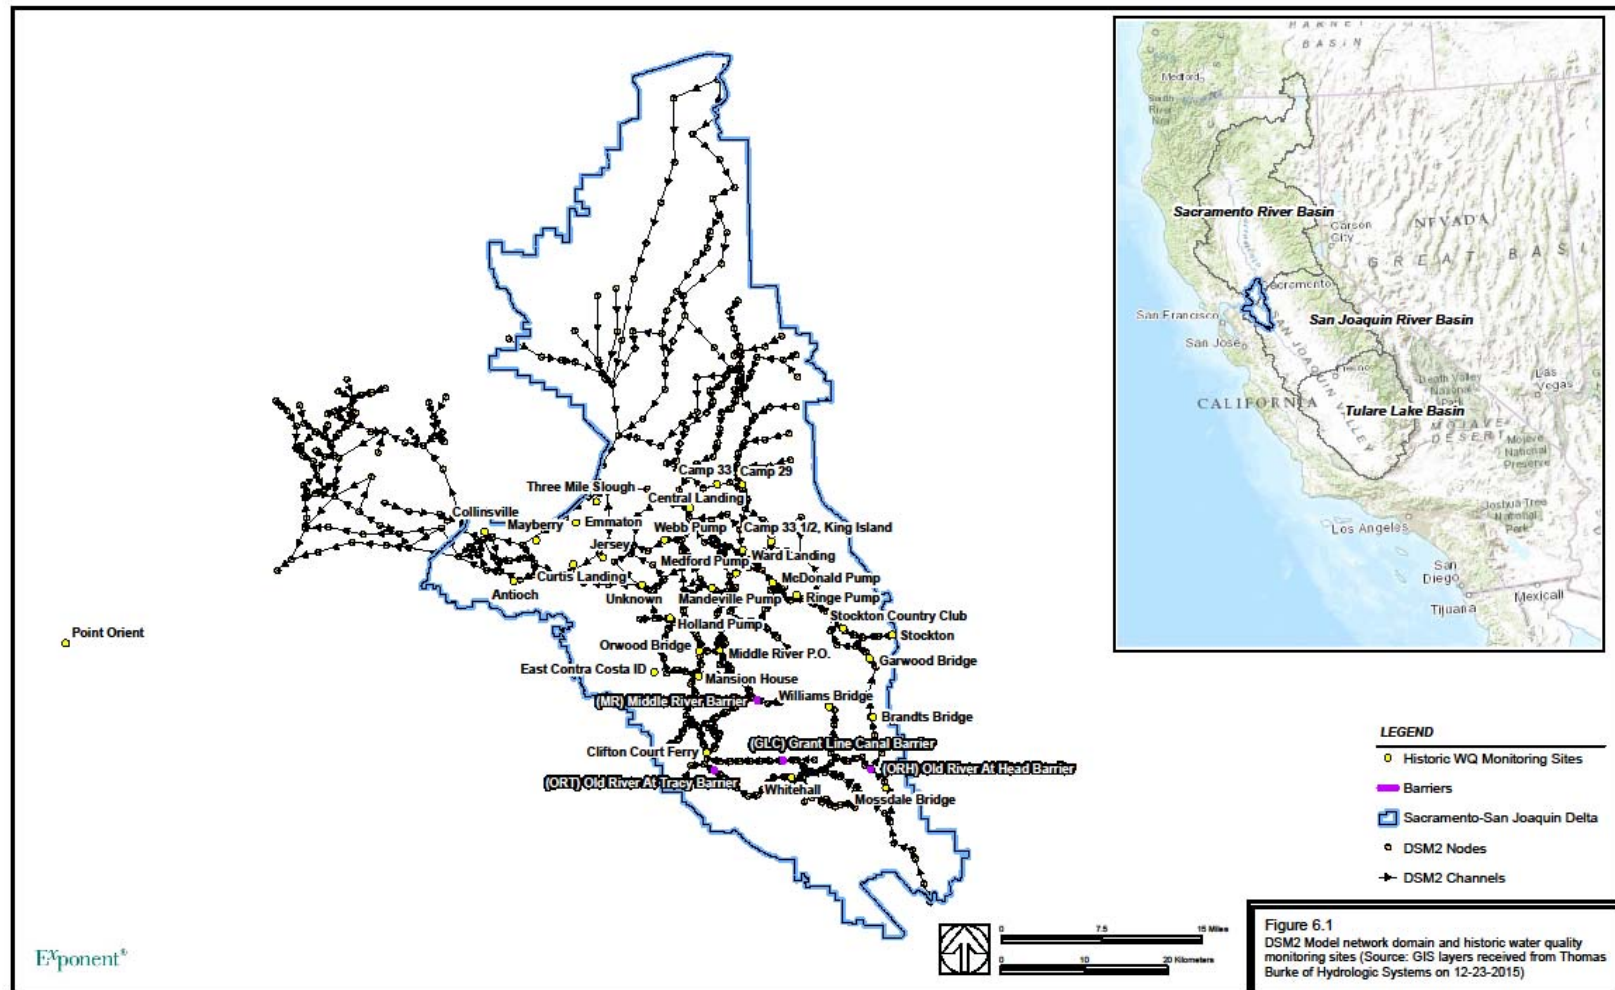 HARNEY
BASIN
Medford
NEVADA
Carson
City
GREAT BASI
Sacramento River Basin
Sacramento
San Francisco
San Joaquin River Basin
San Jose
SAN JOAQUIN VALLEY
Fresno
Death Valley
National
Park
Las
Vegas
CALIFORNIA
Tulare Lake Basin
MOJAVE
DESERT
Mojave
National
Preserve
Joshua Tree
National
Park
Los Angeles
San
Diego
Tijuana
Mexicali
Camp 33
Camp 29
Three Mile Slough
Central Landing
Collinsville
Mayberry
Emmaton
Webb Pump
Camp 33 1/2, King Island
Jersey
Ward Landing
Medford Pump
Curtis Landing
McDonald Pump
Antioch
Unknown
Mandeville Pump
Ringe Pump
Stockton Country Club
Holland Pump
Stockton
Point Orient
Orwood Bridge
Middle River P.O.
Garwood Bridge
East Contra Costa ID
Mansion House
Williams Bridge
(MR) Middle River Barrier
Brandts Bridge
(GLC) Grant Line Canal Barrier
Clifton Court Ferry
(ORH) Old River At Head Barrier
(ORT) Old River At Tracy Barrier
Whitehall
Mossdale Bridge
LEGEND
Historic WQ Monitoring Sites
Barriers
Sacramento-San Joaquin Delta
DSM2 Nodes
DSM2 Channels
0 7.5 15 Miles
0 10 20 Kilometers
Exponent®
Figure 6.1
DSM2 Model network domain and historic water quality
monitoring sites (Source: GIS layers received from Thomas
Burke of Hydrologic Systems on 12-23-2015)